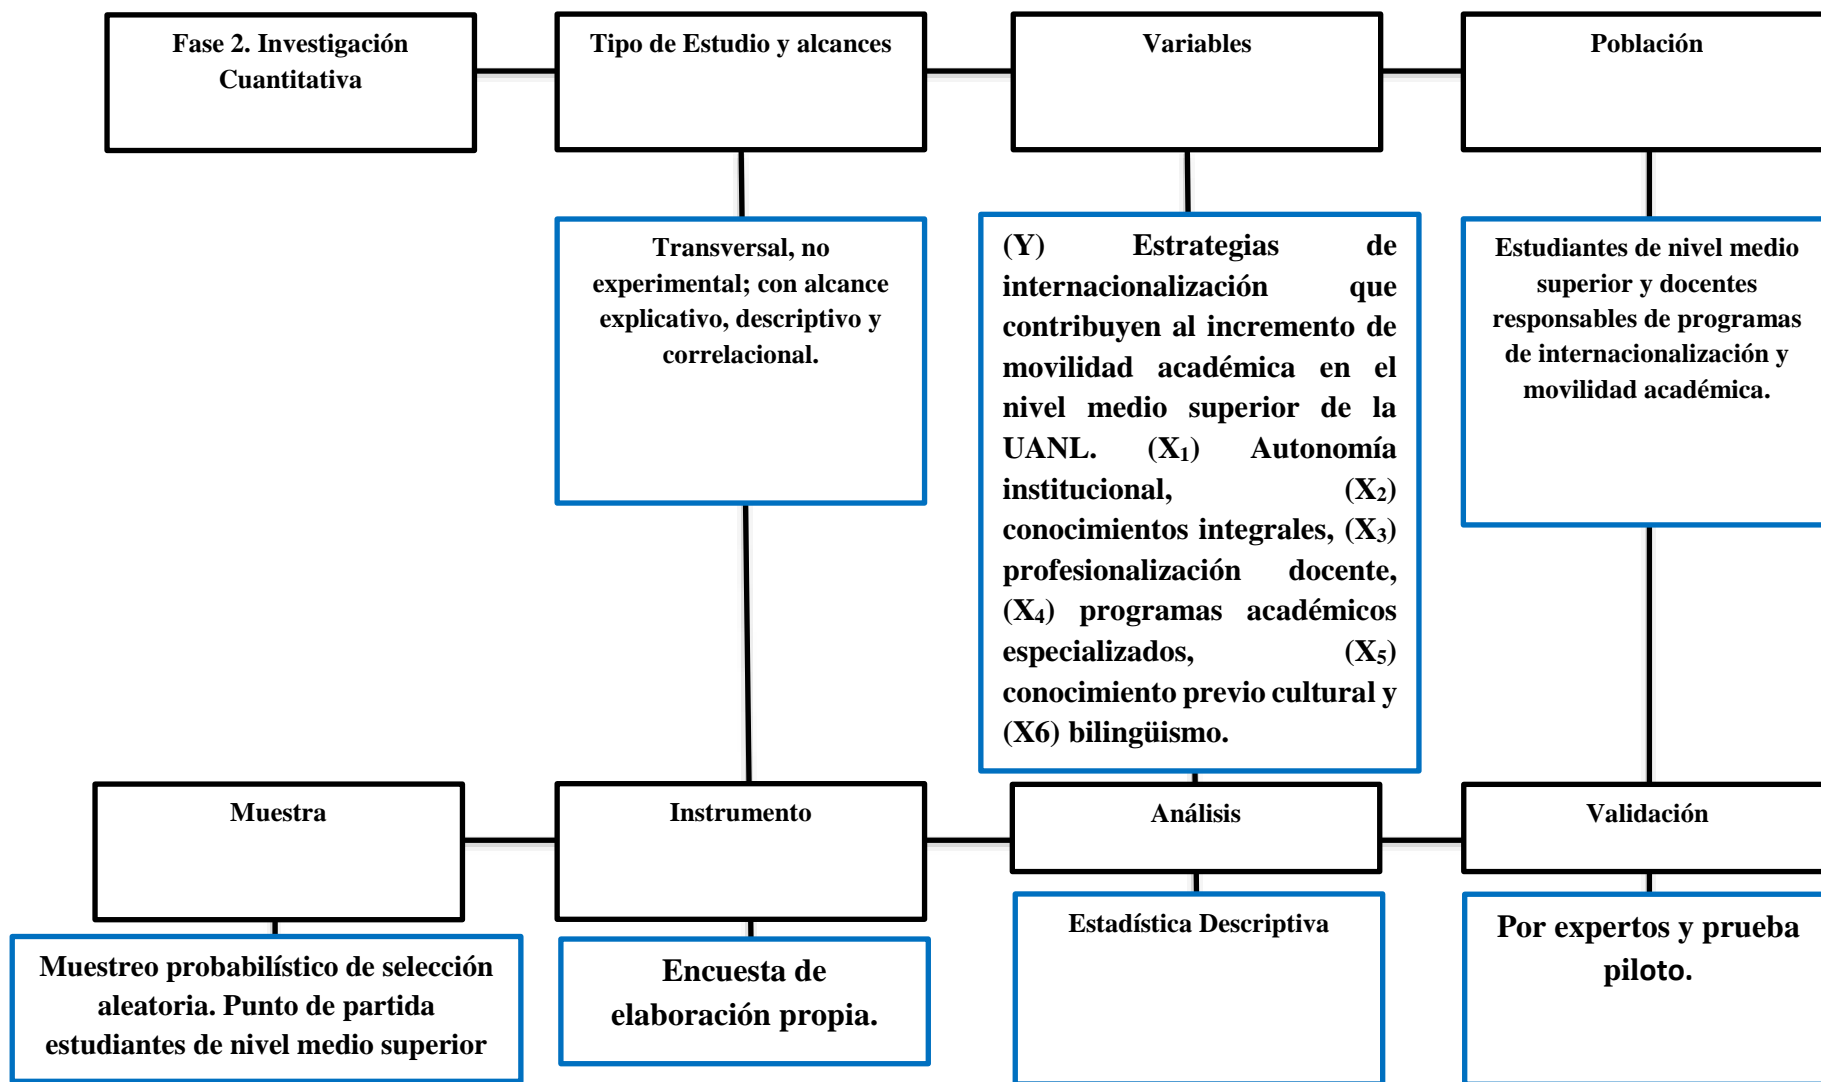 Fase 2. Investigación
Cuantitativa
Tipo de Estudio y alcances
Variables
Población
Transversal, no
experimental; con alcance
explicativo, descriptivo y
correlacional.
(Y) Estrategias de
internacionalización que
contribuyen al incremento de
movilidad académica en el
nivel medio superior de la
UANL. (X₁) Autonomía
institucional, (X₂)
conocimientos integrales, (X₃)
profesionalización docente,
(X₄) programas académicos
especializados, (X₅)
conocimiento previo cultural y
(X6) bilingüismo.
Estudiantes de nivel medio
superior y docentes
responsables de programas
de internacionalización y
movilidad académica.
Muestra
Instrumento
Análisis
Validación
Muestreo probabilístico de selección
aleatoria. Punto de partida
estudiantes de nivel medio superior
Encuesta de
elaboración propia.
Estadística Descriptiva
Por expertos y prueba
piloto.